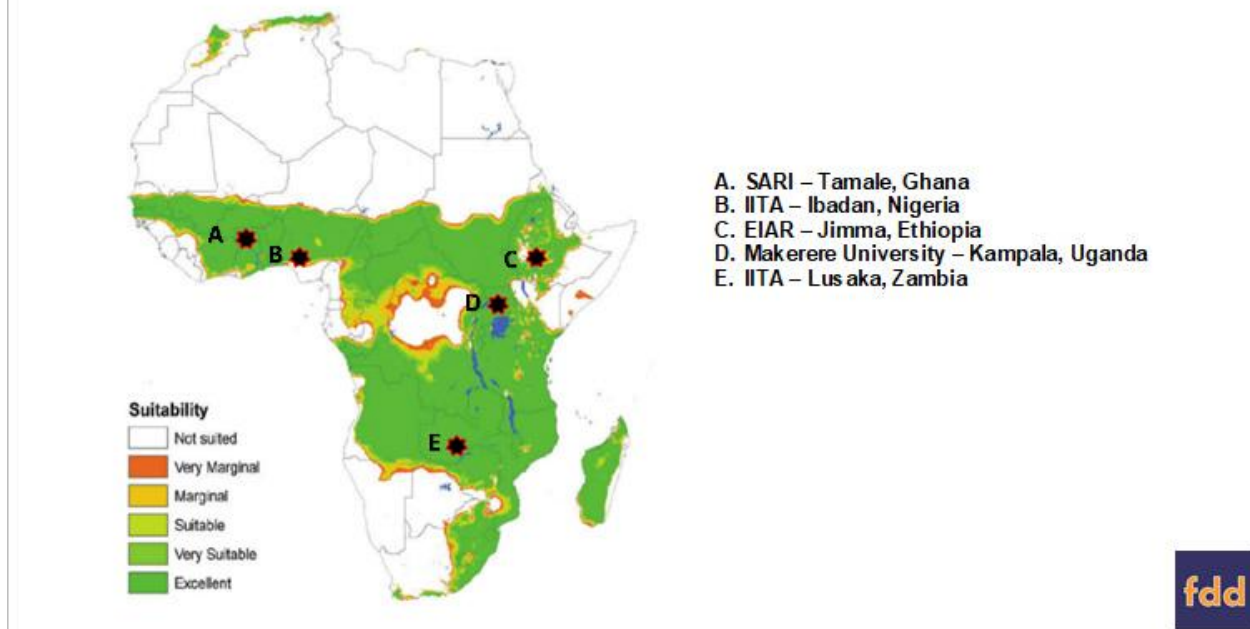 A. SARI – Tamale, Ghana
B. IITA – Ibadan, Nigeria
C. EIAR – Jimma, Ethiopia
D. Makerere University – Kampala, Uganda
E. IITA – Lusaka, Zambia
A
B
C
D
E
Suitability
Not suited
Very Marginal
Marginal
Suitable
Very Suitable
Excellent
fdd